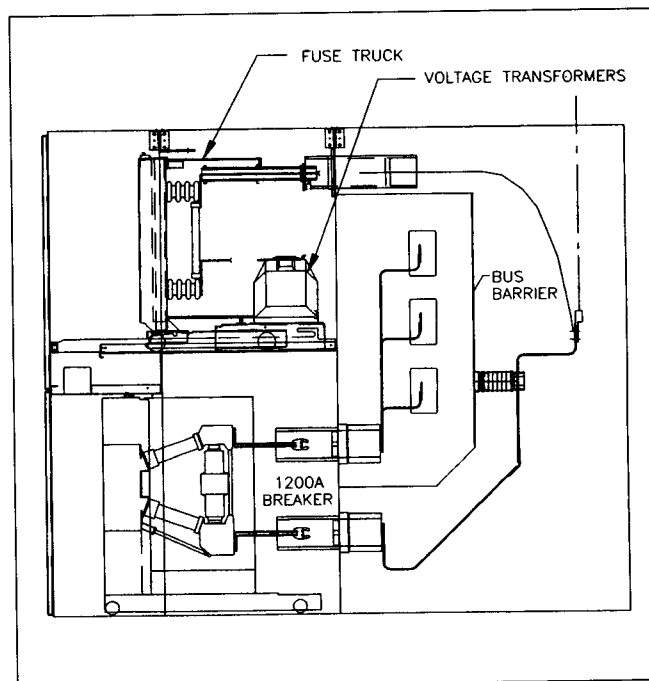 FUSE TRUCK
VOLTAGE TRANSFORMERS
BUS
BARRIER
1200A
BREAKER